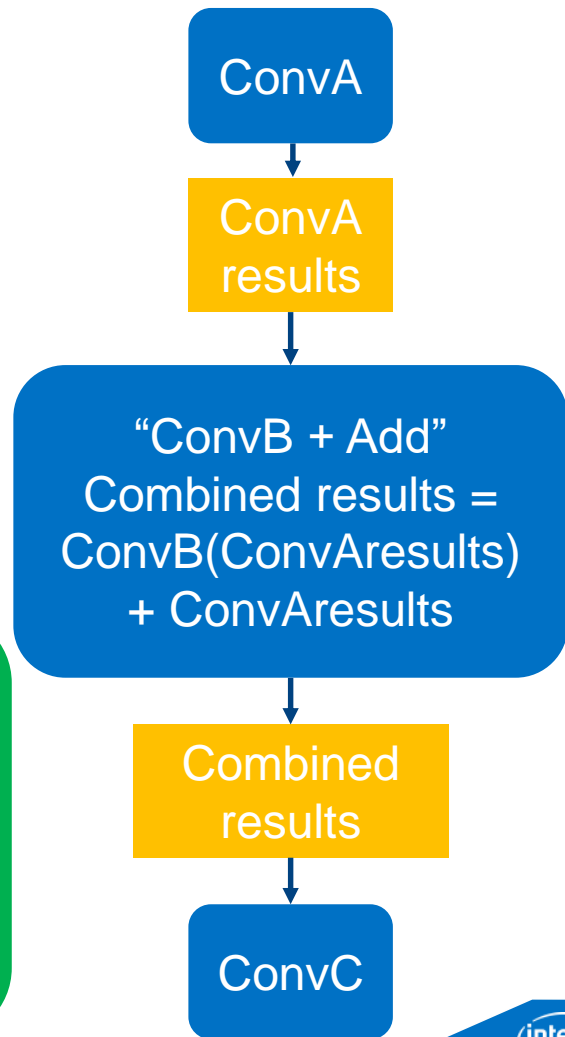 ConvA
ConvA
results
“ConvB + Add”
Combined results =
ConvB(ConvAresults)
+ ConvAresults
Combined
results
ConvC